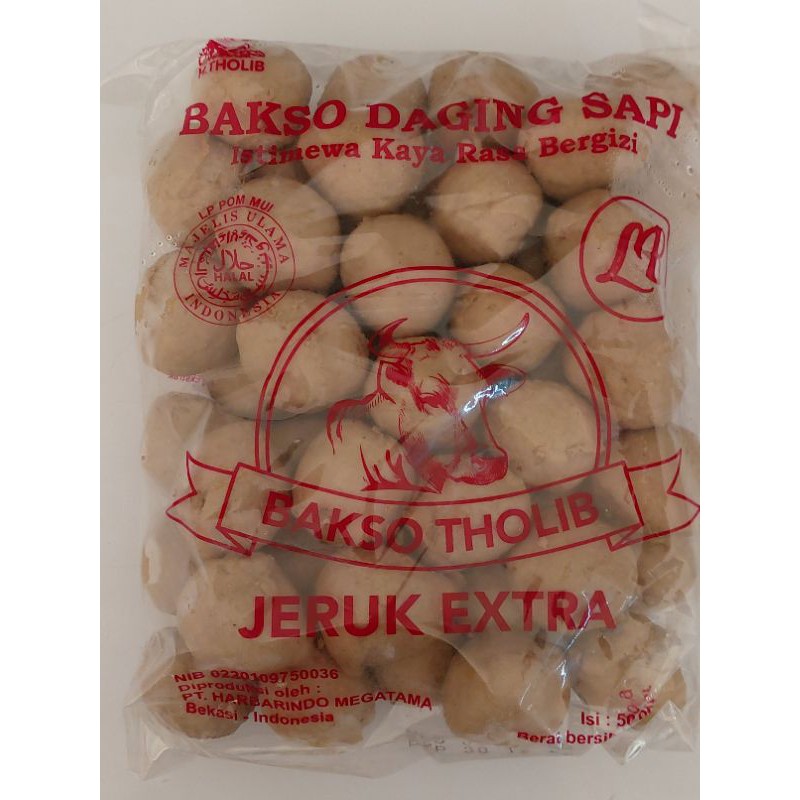 THOLIB
BAKSO DAGING SAPI
Istimewa Kaya Rasa Bergizi
LP POM MUI
MAJELIS ULAMA
حلال
HALAL
INDONESIA
BAKSO THOLIB
JERUK EXTRA
NIB 0220109750036
Diproduksi oleh :
PT. HARBARINDO MEGATAMA
Bekasi - Indonesia
Isi : 50
Berat bersih